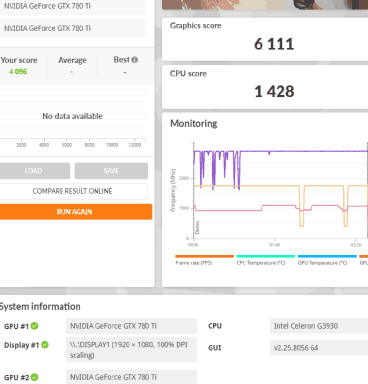 NVIDIA GeForce GTX 780 Ti
NVIDIA GeForce GTX 780 Ti
Your score
Average
Best
4 096
-
-
No data available
2000 4000 6000 8000 10000 12000
LOAD
SAVE
COMPARE RESULT ONLINE
RUN AGAIN
Graphics score
6 111
CPU score
1 428
Monitoring
Frequency (MHz)
2000
1000
0
Demo
00:00
01:40
03:20
Frame rate (FPS)
CPU Temperature (°C)
GPU Temperature (°C)
GPU
System information
GPU #1
NVIDIA GeForce GTX 780 Ti
Display #1
\\.\DISPLAY1 (1920 × 1080, 100% DPI
scaling)
GPU #2
NVIDIA GeForce GTX 780 Ti
CPU
Intel Celeron G3930
GUI
v2.25.8056 64